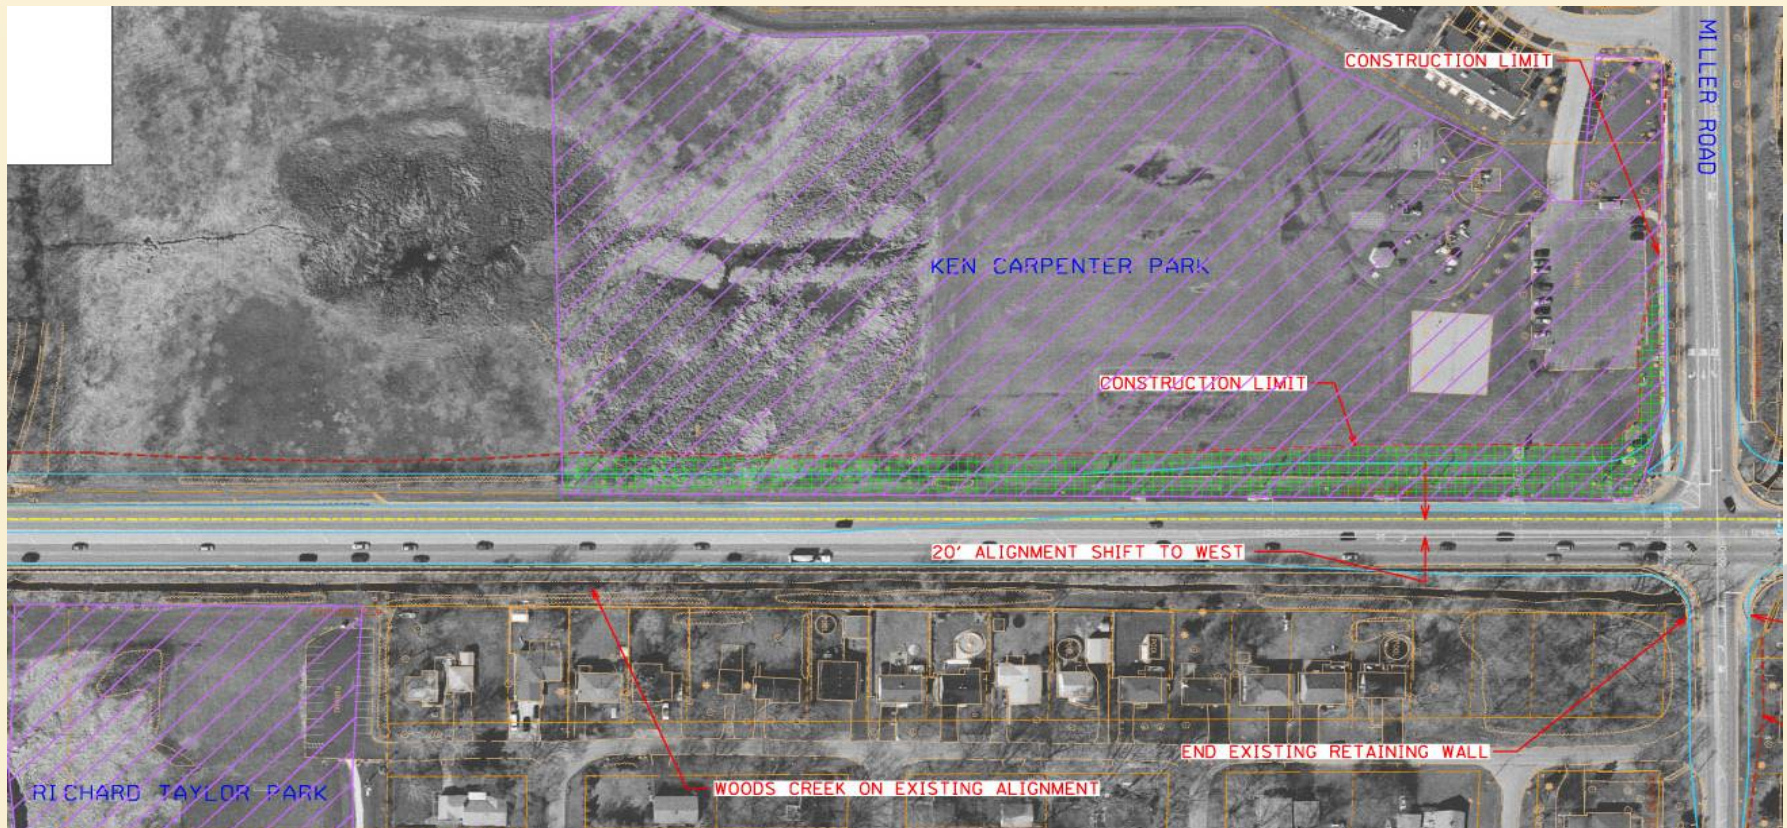 CONSTRUCTION LIMIT
MILLER ROAD
KEN CARPENTER PARK
CONSTRUCTION LIMIT
20' ALIGNMENT SHIFT TO WEST
END EXISTING RETAINING WALL
WOODS CREEK ON EXISTING ALIGNMENT
RICHARD TAYLOR PARK